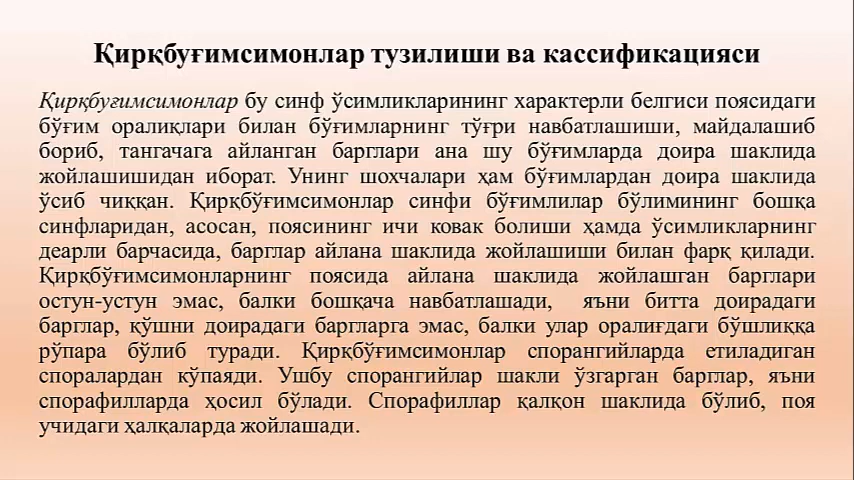 Қирқбуғимсимонлар тузилиши ва кассификацияси
Қирқбуғимсимонлар бу синф ўсимликларининг характерли белгиси поясидаги
бўғим оралиқлари билан бўғимларнинг тўғри навбатлашиши, майдалашиб
бориб, тангачага айланган барглари ана шу бўғимларда доира шаклида
жойлашишидан иборат. Унинг шохчалари ҳам бўғимлардан доира шаклида
ўсиб чиққан. Қирқбўғимсимонлар синфи бўғимлилар бўлимининг бошқа
синфларидан, асосан, поясининг ичи ковак болиши ҳамда ўсимликларнинг
деарли барчасида, барглар айлана шаклида жойлашиши билан фарқ қилади.
Қирқбўғимсимонларнинг поясида айлана шаклида жойлашган барглари
остун-устун эмас, балки бошқача навбатлашади, яъни битта доирадаги
барглар, қўшни доирадаги баргларга эмас, балки улар оралиғдаги бўшлиққа
рўпара бўлиб туради. Қирқбўғимсимонлар спорангийларда етиладиган
споралардан кўпаяди. Ушбу спорангийлар шакли ўзгарган барглар, яъни
спорафилларда ҳосил бўлади. Спорафиллар қалқон шаклида бўлиб, поя
учидаги ҳалқаларда жойлашади.